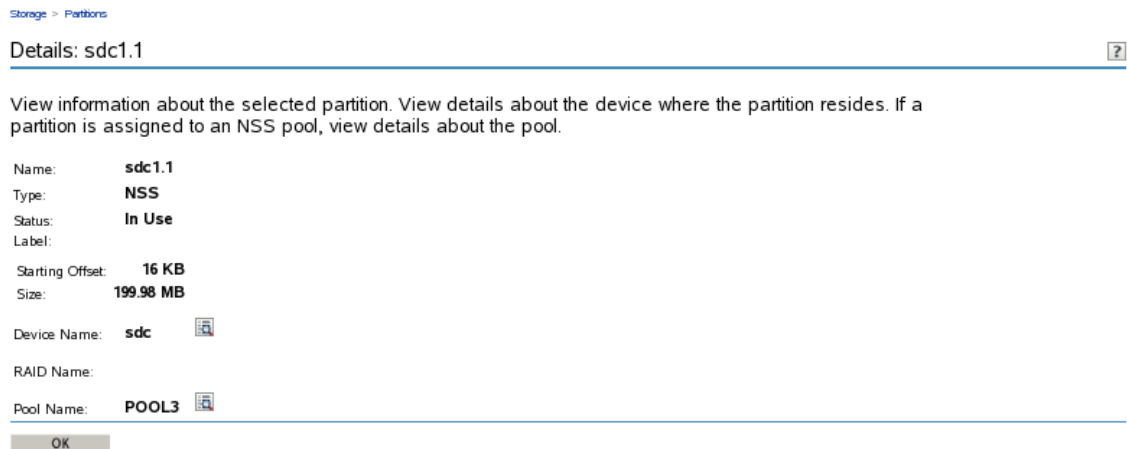 Storage > Partitions
Details: sdc1.1
?
View information about the selected partition. View details about the device where the partition resides. If a
partition is assigned to an NSS pool, view details about the pool.
Name: sdc1.1
Type: NSS
Status: In Use
Label:
Starting Offset: 16 KB
Size: 199.98 MB
Device Name: sdc
RAID Name:
Pool Name: POOL3
OK